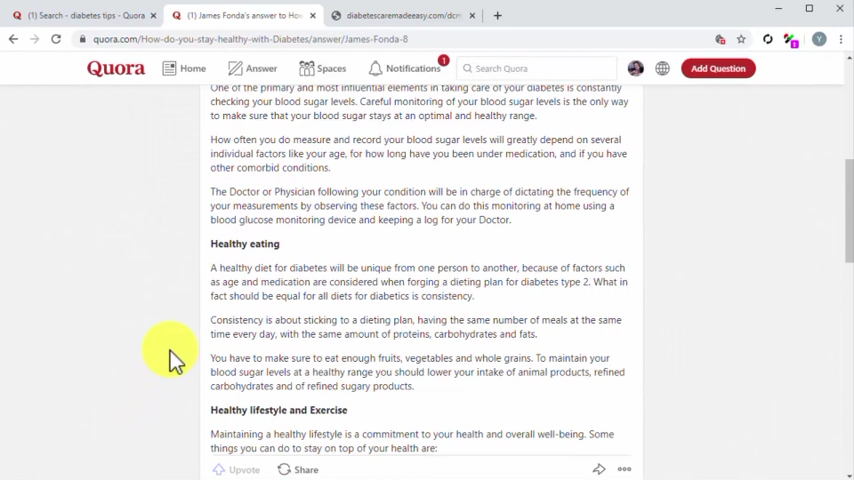 (1) Search - diabetes tips - Quora
(1) James Fonda's answer to How
diabetescaremadeeasy.com/dcm
quora.com/How-do-you-stay-healthy-with-Diabetes/answer/James-Fonda-8
Y
Quora
Home
Answer
Spaces
Notifications
1
Search Quora
Add Question
One of the primary and most influential elements in taking care of your diabetes is constantly
checking your blood sugar levels. Careful monitoring of your blood sugar levels is the only way
to make sure that your blood sugar stays at an optimal and healthy range.
How often you do measure and record your blood sugar levels will greatly depend on several
individual factors like your age, for how long have you been under medication, and if you have
other comorbid conditions.
The Doctor or Physician following your condition will be in charge of dictating the frequency of
your measurements by observing these factors. You can do this monitoring at home using a
blood glucose monitoring device and keeping a log for your Doctor.
Healthy eating
A healthy diet for diabetes will be unique from one person to another, because of factors such
as age and medication are considered when forging a dieting plan for diabetes type 2. What in
fact should be equal for all diets for diabetics is consistency.
Consistency is about sticking to a dieting plan, having the same number of meals at the same
time every day, with the same amount of proteins, carbohydrates and fats.
You have to make sure to eat enough fruits, vegetables and whole grains. To maintain your
blood sugar levels at a healthy range you should lower your intake of animal products, refined
carbohydrates and of refined sugary products.
Healthy lifestyle and Exercise
Maintaining a healthy lifestyle is a commitment to your health and overall well-being. Some
things you can do to stay on top of your health are:
Upvote
Share